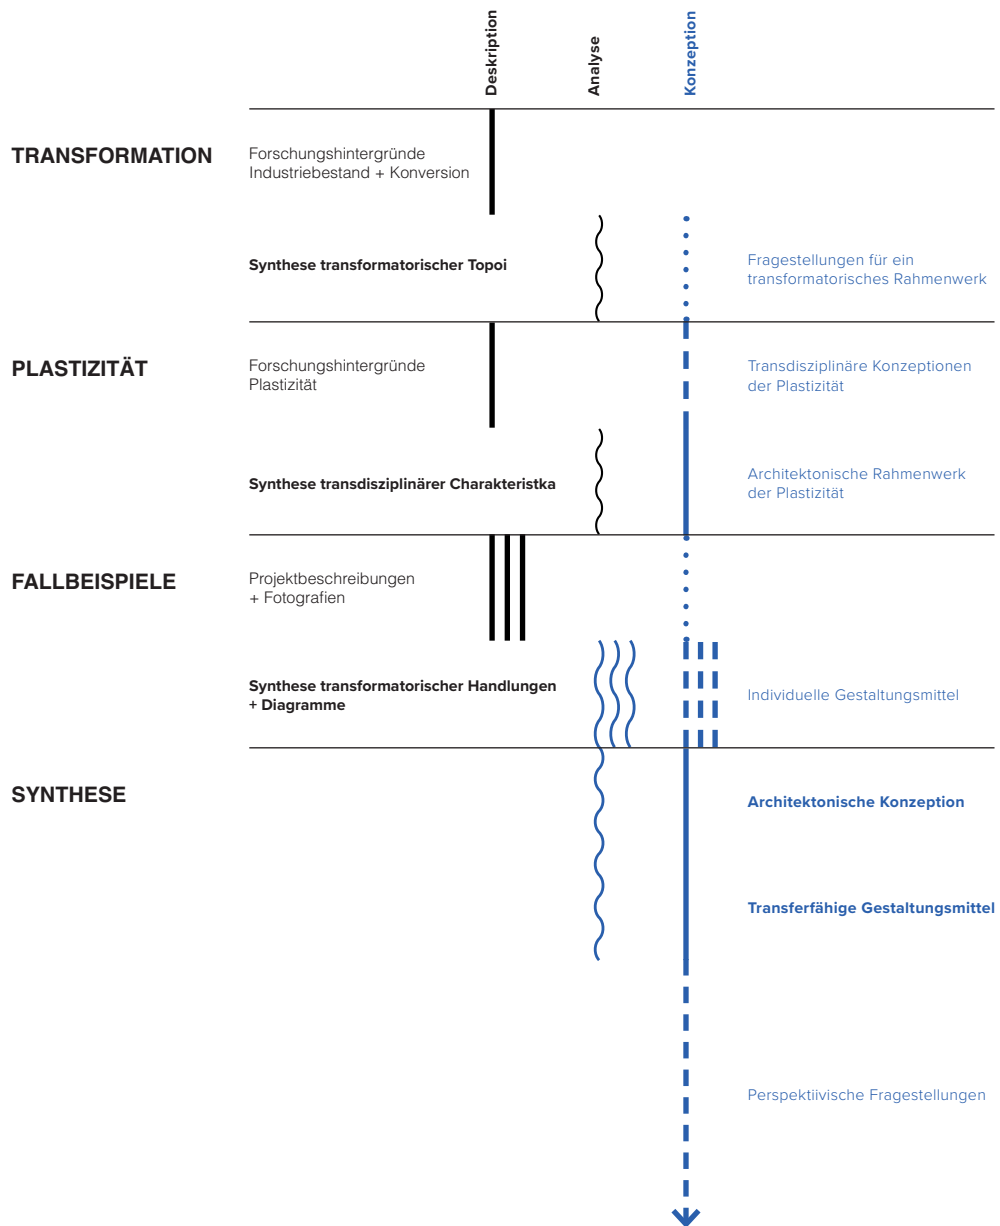 Deskription
Analyse
Konzeption
TRANSFORMATION
Forschungshintergründe
Industriebestand + Konversion
Synthese transformatorischer Topoi
Fragestellungen für ein
transformatorisches Rahmenwerk
PLASTIZITÄT
Forschungshintergründe
Plastizität
Transdisziplinäre Konzeptionen
der Plastizität
Synthese transdisziplinärer Charakteristka
Architektonische Rahmenwerk
der Plastizität
FALLBEISPIELE
Projektbeschreibungen
+ Fotografien
Synthese transformatorischer Handlungen
+ Diagramme
Individuelle Gestaltungsmittel
SYNTHESE
Architektonische Konzeption
Transferfähige Gestaltungsmittel
Perspektiivische Fragestellungen